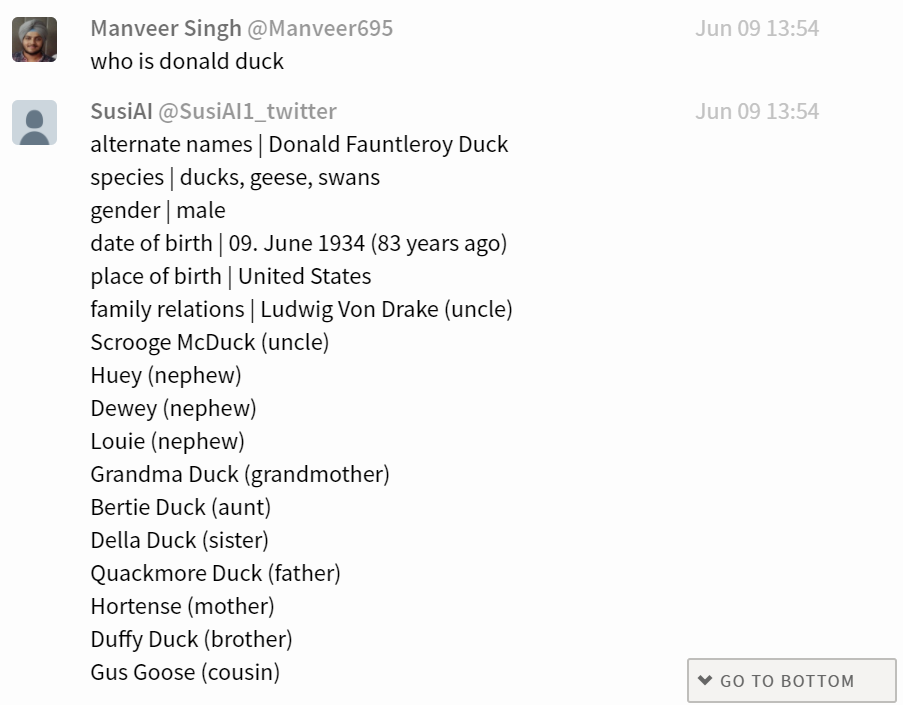 Manveer Singh @Manveer695 Jun 09 13:54
who is donald duck
SusiAI @SusiAI1_twitter Jun 09 13:54
alternate names | Donald Fauntleroy Duck
species | ducks, geese, swans
gender | male
date of birth | 09. June 1934 (83 years ago)
place of birth | United States
family relations | Ludwig Von Drake (uncle)
Scrooge McDuck (uncle)
Huey (nephew)
Dewey (nephew)
Louie (nephew)
Grandma Duck (grandmother)
Bertie Duck (aunt)
Della Duck (sister)
Quackmore Duck (father)
Hortense (mother)
Duffy Duck (brother)
Gus Goose (cousin)
GO TO BOTTOM